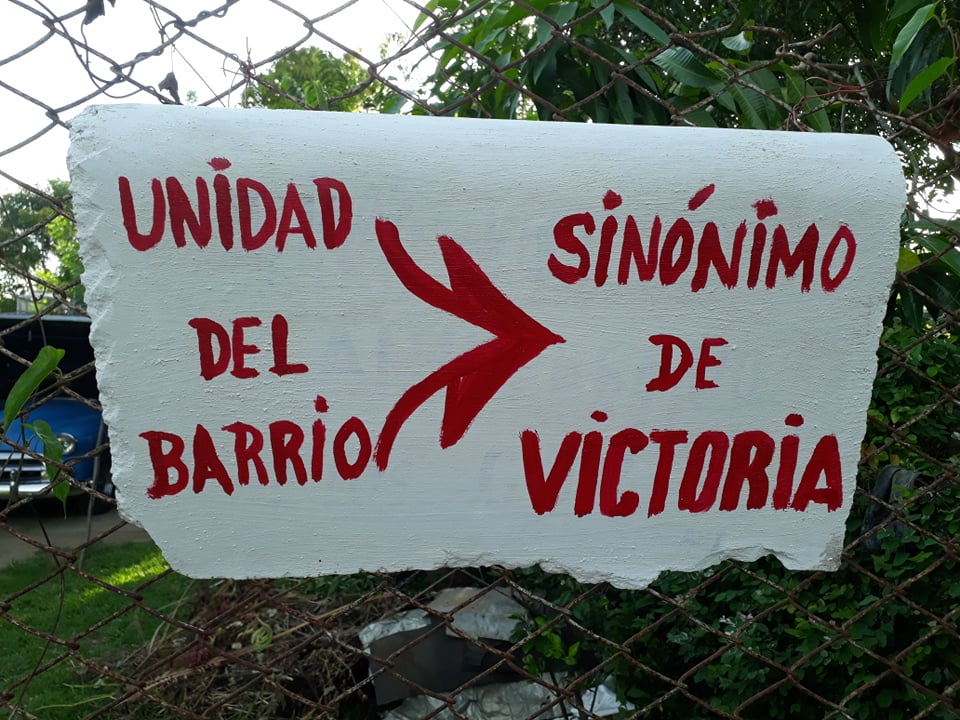 UNIDAD
DEL
BARRIO
SINÓNIMO
DE
VICTORIA